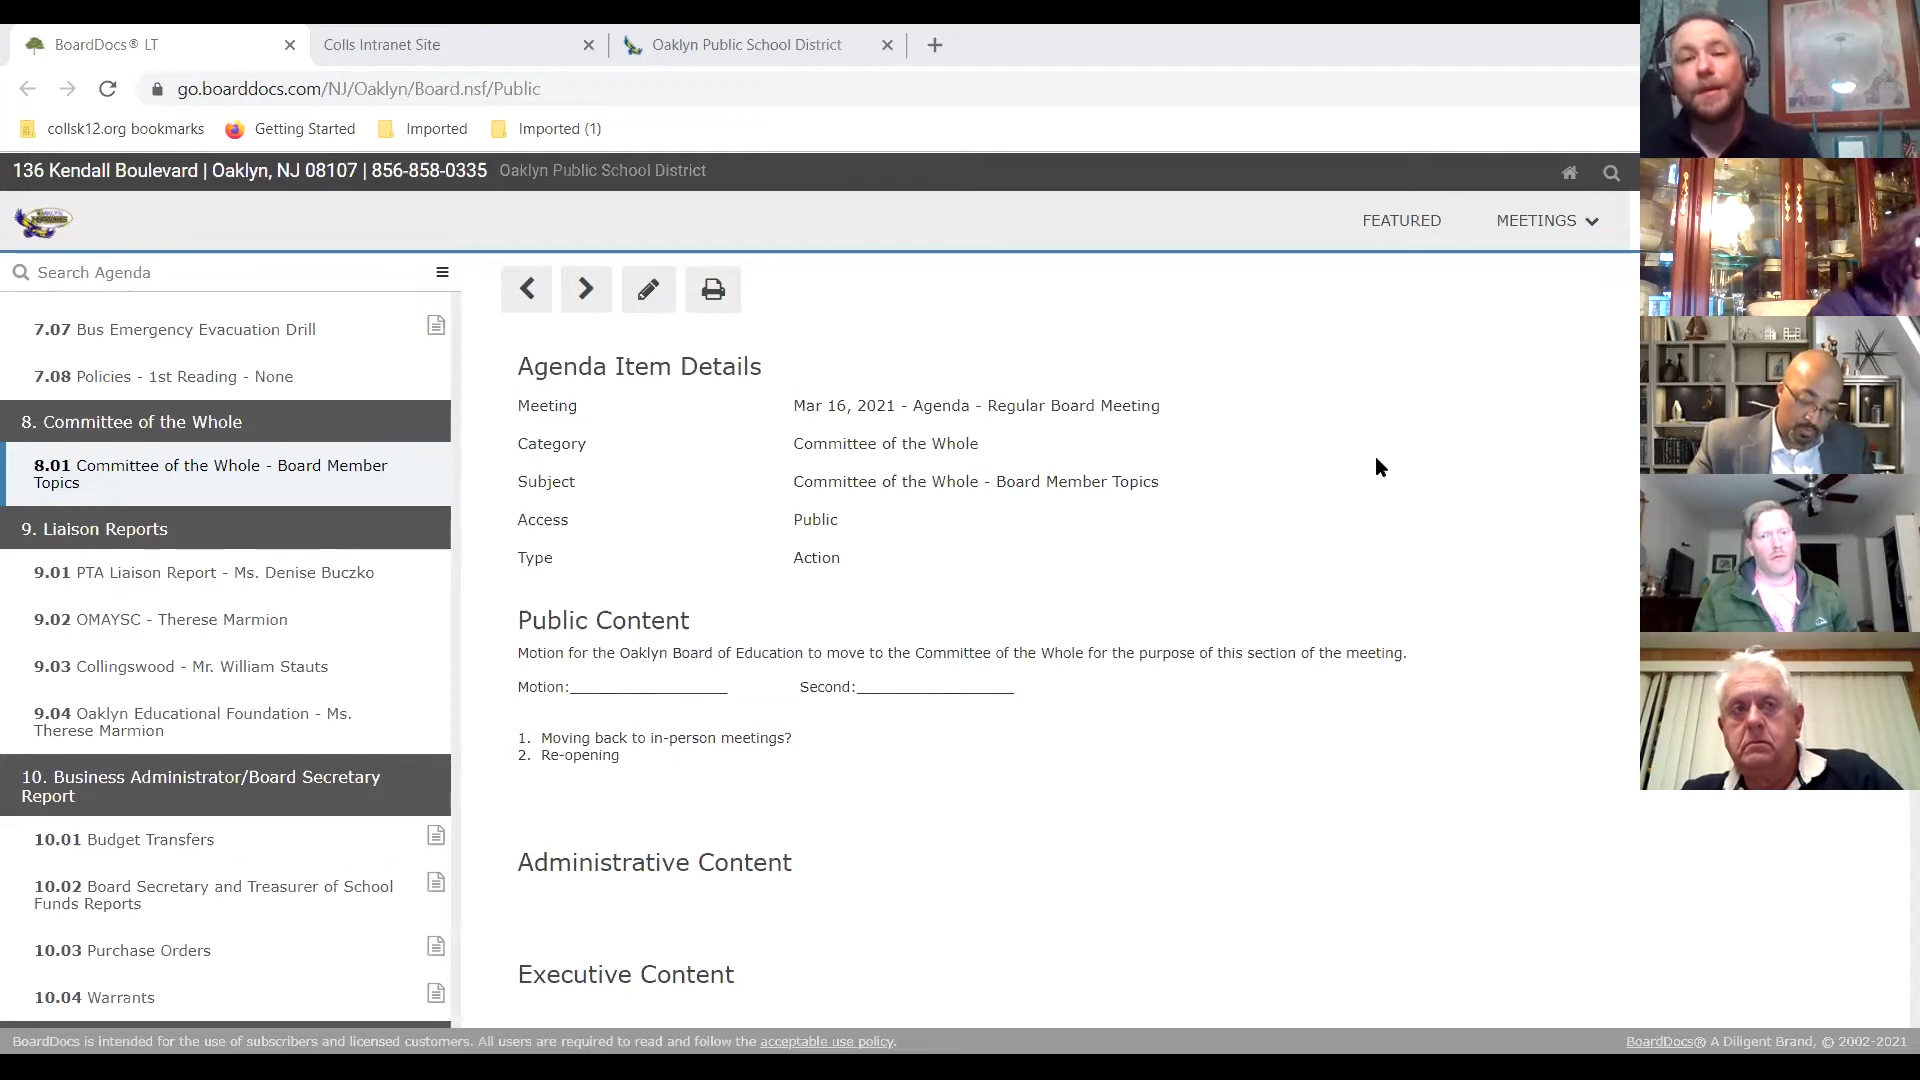 BoardDocs® LT
Colls Intranet Site
Oaklyn Public School District
go.boarddocs.com/NJ/Oaklyn/Board.nsf/Public
collsk12.org bookmarks
Getting Started
Imported
Imported (1)
136 Kendall Boulevard | Oaklyn, NJ 08107 | 856-858-0335
Oaklyn Public School District
FEATURED
MEETINGS
Search Agenda
7.07 Bus Emergency Evacuation Drill
7.08 Policies - 1st Reading - None
8. Committee of the Whole
8.01 Committee of the Whole - Board Member
Topics
9. Liaison Reports
9.01 PTA Liaison Report - Ms. Denise Buczko
9.02 OMAYSC - Therese Marmion
9.03 Collingswood - Mr. William Stauts
9.04 Oaklyn Educational Foundation - Ms.
Therese Marmion
10. Business Administrator/Board Secretary
Report
10.01 Budget Transfers
10.02 Board Secretary and Treasurer of School
Funds Reports
10.03 Purchase Orders
10.04 Warrants
Agenda Item Details
Meeting
Mar 16, 2021 - Agenda - Regular Board Meeting
Category
Committee of the Whole
Subject
Committee of the Whole - Board Member Topics
Access
Public
Type
Action
Public Content
Motion for the Oaklyn Board of Education to move to the Committee of the Whole for the purpose of this section of the meeting.
Motion:___________________ Second:___________________
1. Moving back to in-person meetings?
2. Re-opening
Administrative Content
Executive Content
BoardDocs is intended for the use of subscribers and licensed customers. All users are required to read and follow the acceptable use policy.
BoardDocs® A Diligent Brand, © 2002-2021